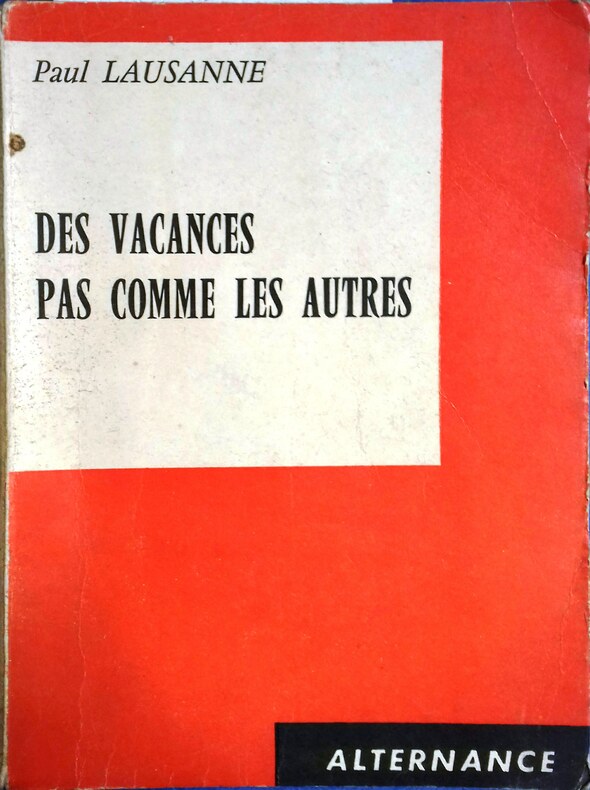 Paul LAUSANNE
DES VACANCES
PAS COMME LES AUTRES
ALTERNANCE